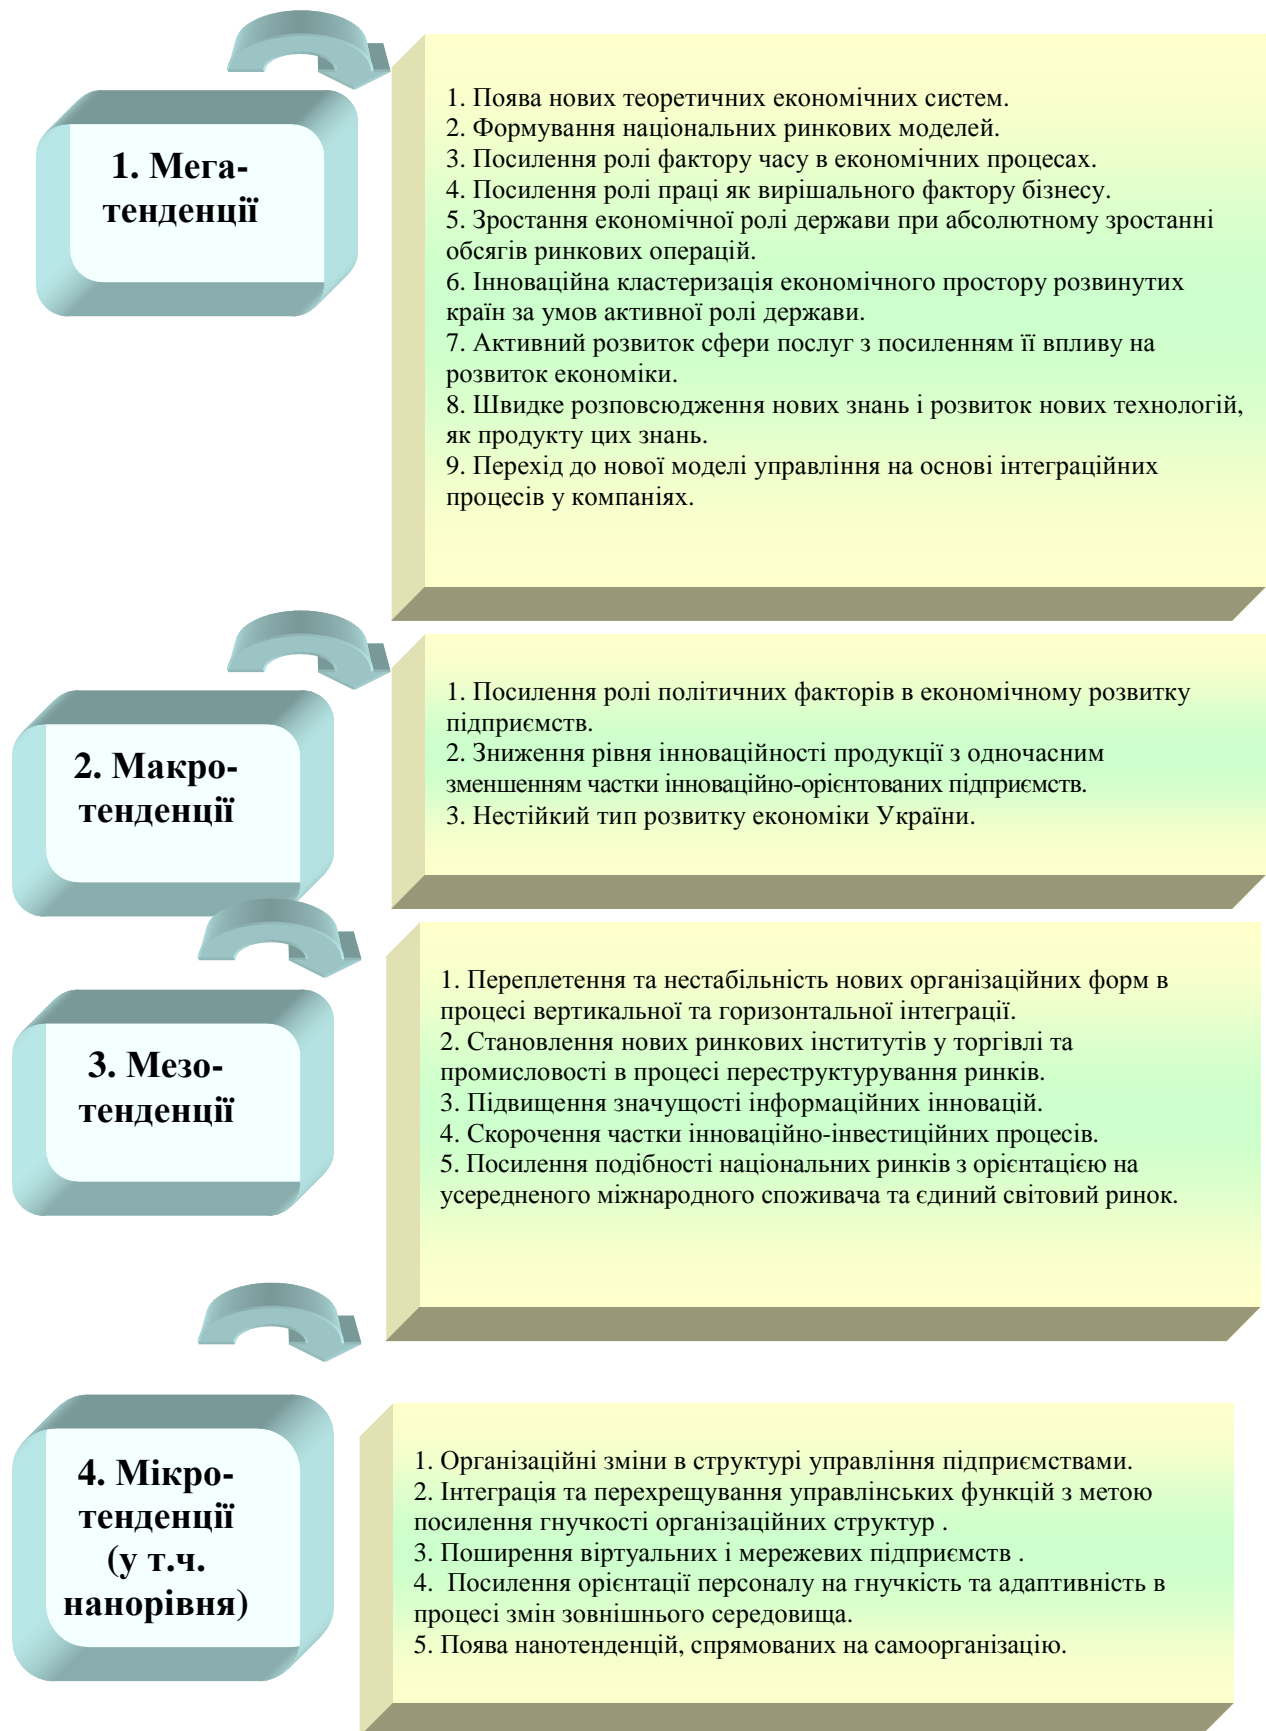 1. Мега-
тенденції
1. Поява нових теоретичних економічних систем.
2. Формування національних ринкових моделей.
3. Посилення ролі фактору часу в економічних процесах.
4. Посилення ролі праці як вирішального фактору бізнесу.
5. Зростання економічної ролі держави при абсолютному зростанні
обсягів ринкових операцій.
6. Інноваційна кластеризація економічного простору розвинутих
країн за умов активної ролі держави.
7. Активний розвиток сфери послуг з посиленням її впливу на
розвиток економіки.
8. Швидке розповсюдження нових знань і розвиток нових технологій,
як продукту цих знань.
9. Перехід до нової моделі управління на основі інтеграційних
процесів у компаніях.
2. Макро-
тенденції
1. Посилення ролі політичних факторів в економічному розвитку
підприємств.
2. Зниження рівня інноваційності продукції з одночасним
зменшенням частки інноваційно-орієнтованих підприємств.
3. Нестійкий тип розвитку економіки України.
3. Мезо-
тенденції
1. Переплетення та нестабільність нових організаційних форм в
процесі вертикальної та горизонтальної інтеграції.
2. Становлення нових ринкових інститутів у торгівлі та
промисловості в процесі переструктурування ринків.
3. Підвищення значущості інформаційних інновацій.
4. Скорочення частки інноваційно-інвестиційних процесів.
5. Посилення подібності національних ринків з орієнтацією на
усередненого міжнародного споживача та єдиний світовий ринок.
4. Мікро-
тенденції
(у т.ч.
нанорівня)
1. Організаційні зміни в структурі управління підприємствами.
2. Інтеграція та перехрещування управлінських функцій з метою
посилення гнучкості організаційних структур .
3. Поширення віртуальних і мережевих підприємств .
4.  Посилення орієнтації персоналу на гнучкість та адаптивність в
процесі змін зовнішнього середовища.
5. Поява нанотенденцій, спрямованих на самоорганізацію.